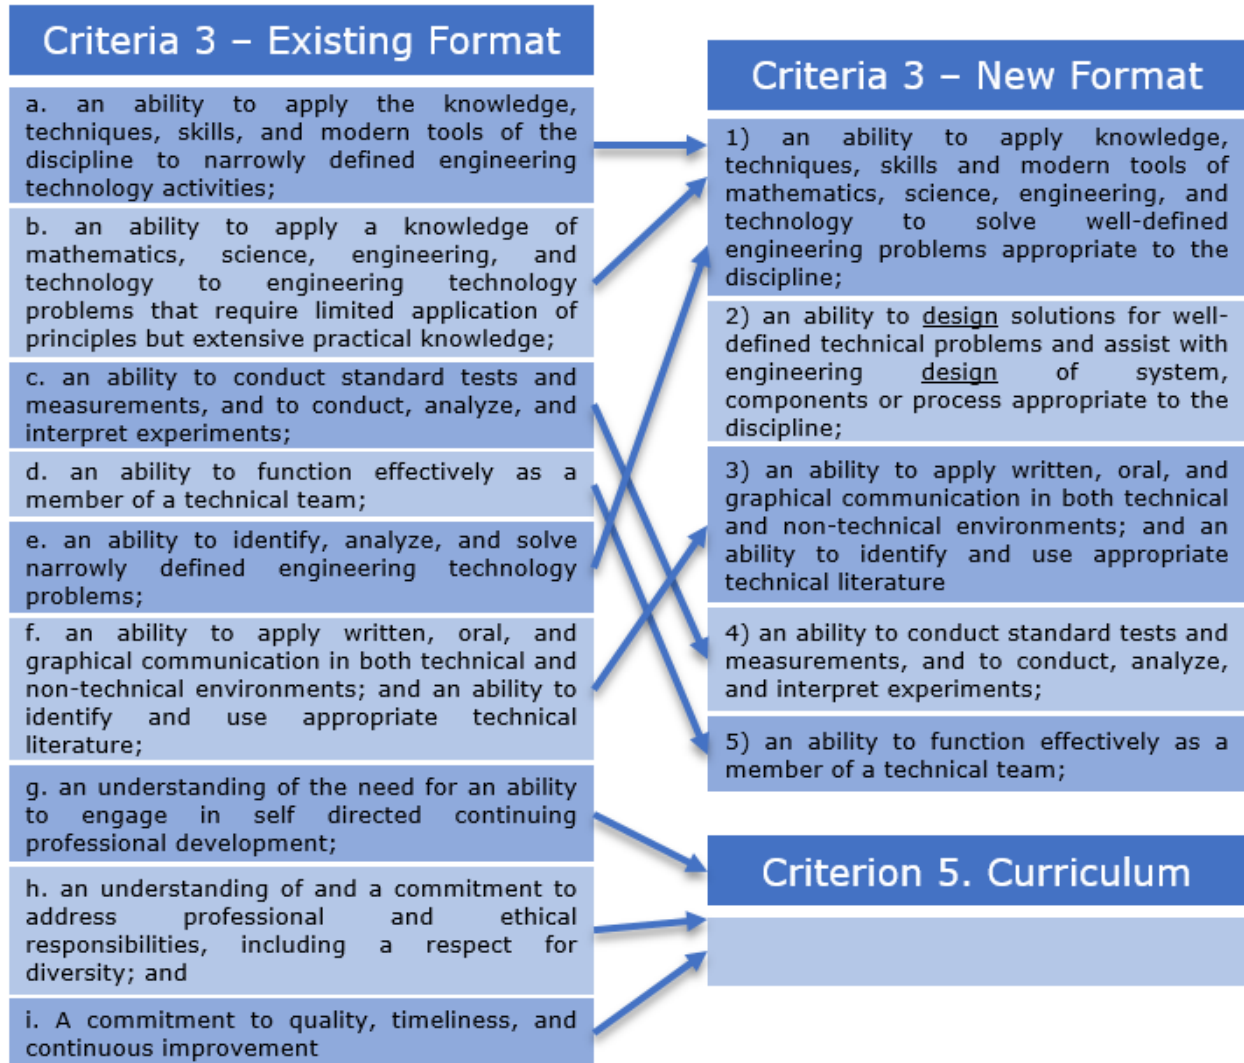 Criteria 3 – Existing Format
a. an ability to apply the knowledge,
techniques, skills, and modern tools of the
discipline to narrowly defined engineering
technology activities;
b. an ability to apply a knowledge of
mathematics, science, engineering, and
technology to engineering technology
problems that require limited application of
principles but extensive practical knowledge;
c. an ability to conduct standard tests and
measurements, and to conduct, analyze, and
interpret experiments;
d. an ability to function effectively as a
member of a technical team;
e. an ability to identify, analyze, and solve
narrowly defined engineering technology
problems;
f. an ability to apply written, oral, and
graphical communication in both technical and
non-technical environments; and an ability to
identify and use appropriate technical
literature;
g. an understanding of the need for an ability
to engage in self directed continuing
professional development;
h. an understanding of and a commitment to
address professional and ethical
responsibilities, including a respect for
diversity; and
i. A commitment to quality, timeliness, and
continuous improvement
Criteria 3 – New Format
1) an ability to apply knowledge,
techniques, skills and modern tools of
mathematics, science, engineering, and
technology to solve well-defined
engineering problems appropriate to the
discipline;
2) an ability to design solutions for well-
defined technical problems and assist with
engineering design of system,
components or process appropriate to the
discipline;
3) an ability to apply written, oral, and
graphical communication in both technical
and non-technical environments; and an
ability to identify and use appropriate
technical literature
4) an ability to conduct standard tests and
measurements, and to conduct, analyze,
and interpret experiments;
5) an ability to function effectively as a
member of a technical team;
Criterion 5. Curriculum